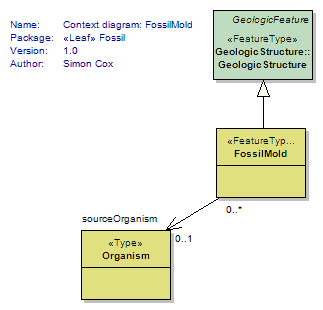 Name: Context diagram: FossilMold
Package: «Leaf» Fossil
Version: 1.0
Author: Simon Cox
GeologicFeature
«FeatureType»
GeologicStructure::
GeologicStructure
«FeatureTyp...
FossilMold
0..*
sourceOrganism
0..1
«Type»
Organism